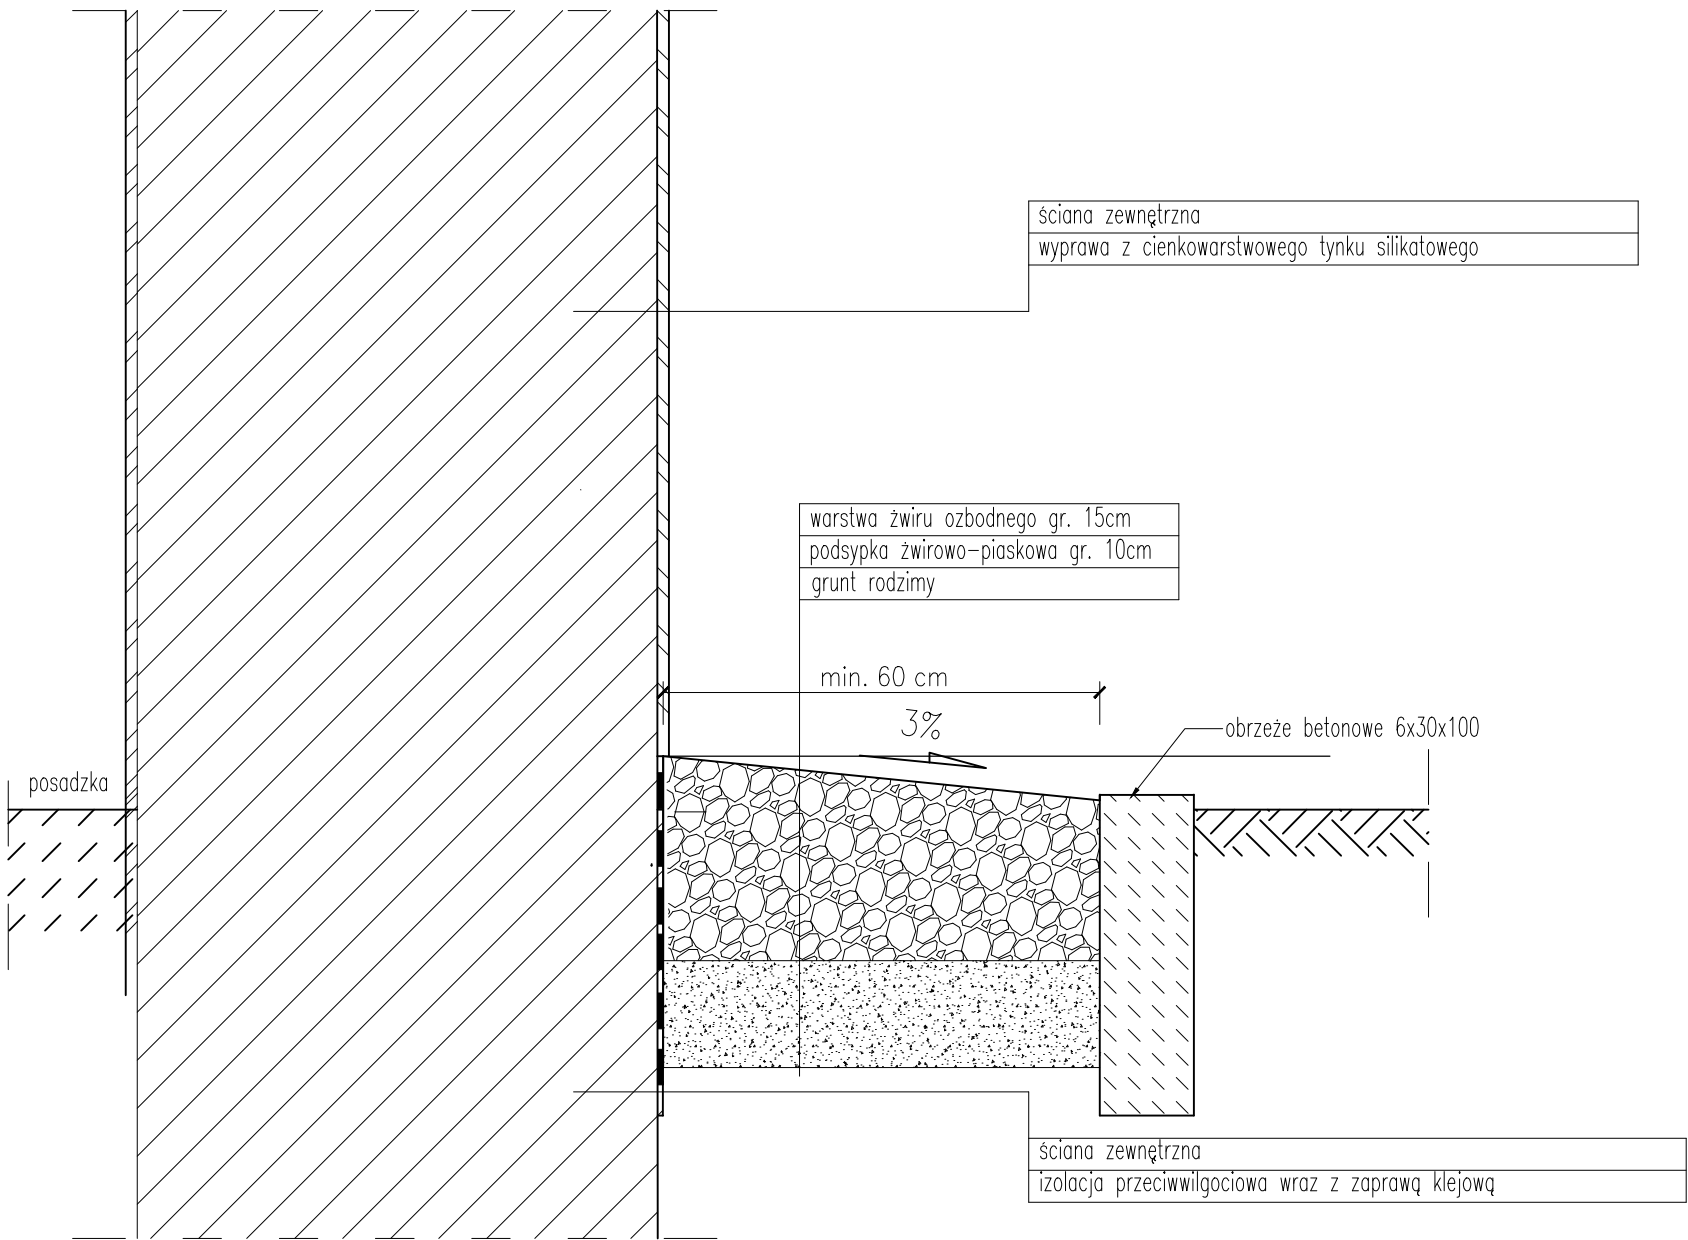 ściana zewnętrzna
wyprawa z cienkowarstwowego tynku silikatowego
warstwa żwiru ozbodnego gr. 15cm
podsypka żwirowo-piaskowa gr. 10cm
grunt rodzimy
min. 60 cm
3%
obrzeże betonowe 6x30x100
posadzka
ściana zewnętrzna
izolacja przeciwwilgociowa wraz z zaprawą klejową